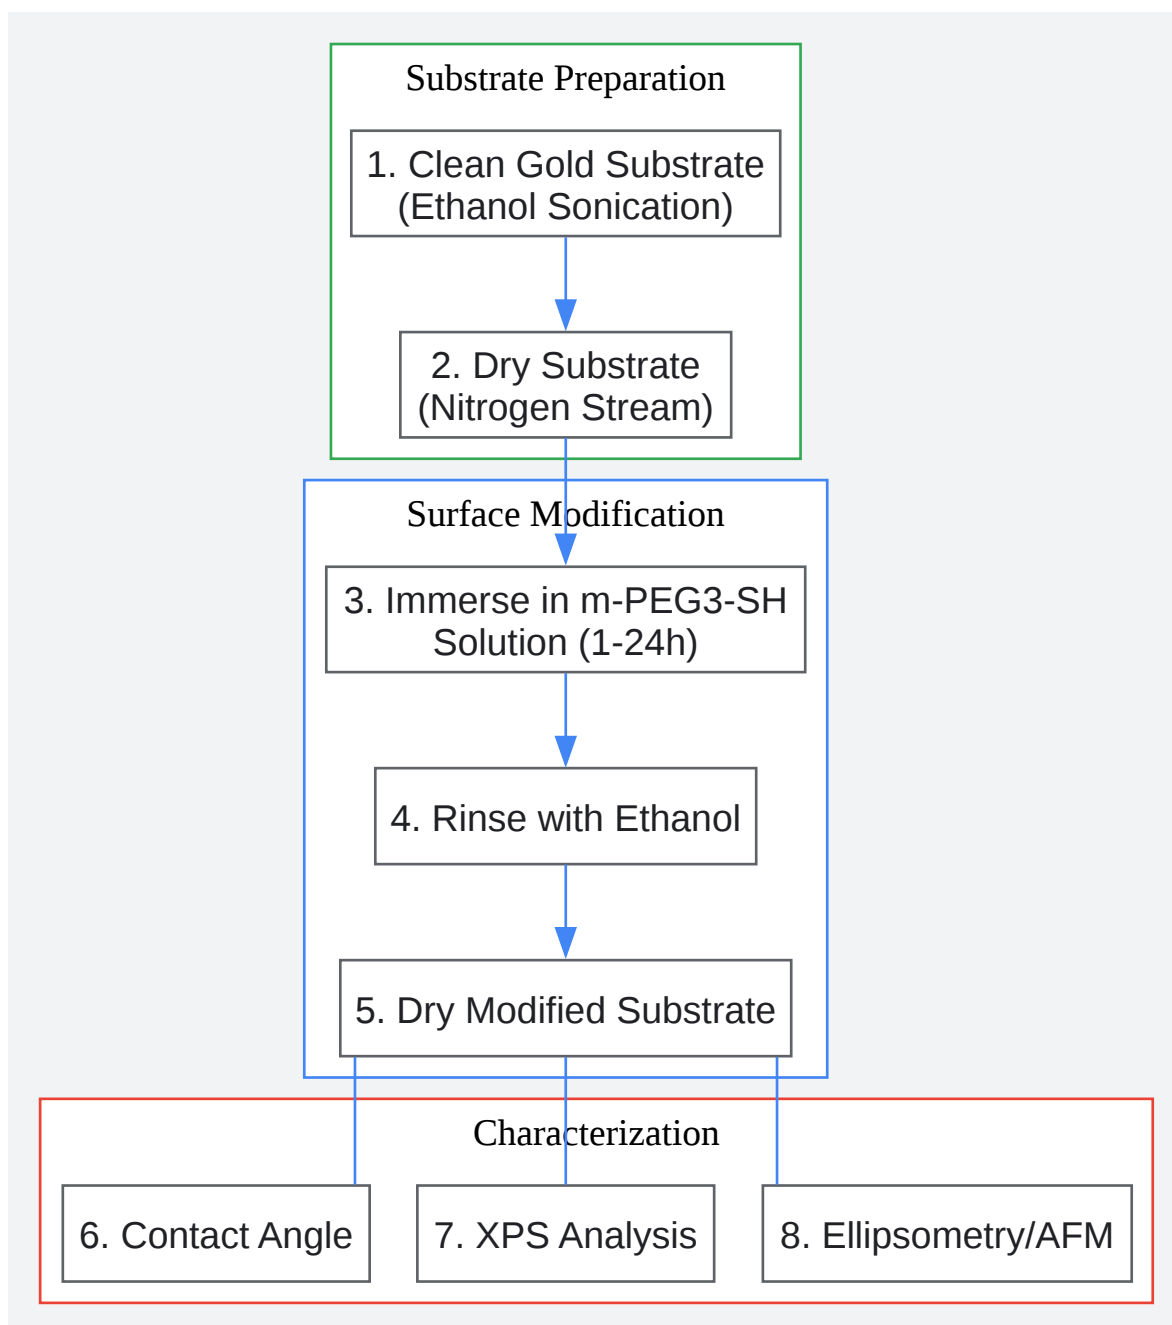 Substrate Preparation
1. Clean Gold Substrate
(Ethanol Sonication)
2. Dry Substrate
(Nitrogen Stream)
Surface Modification
3. Immerse in m-PEG3-SH
Solution (1-24h)
4. Rinse with Ethanol
5. Dry Modified Substrate
Characterization
6. Contact Angle
7. XPS Analysis
8. Ellipsometry/AFM